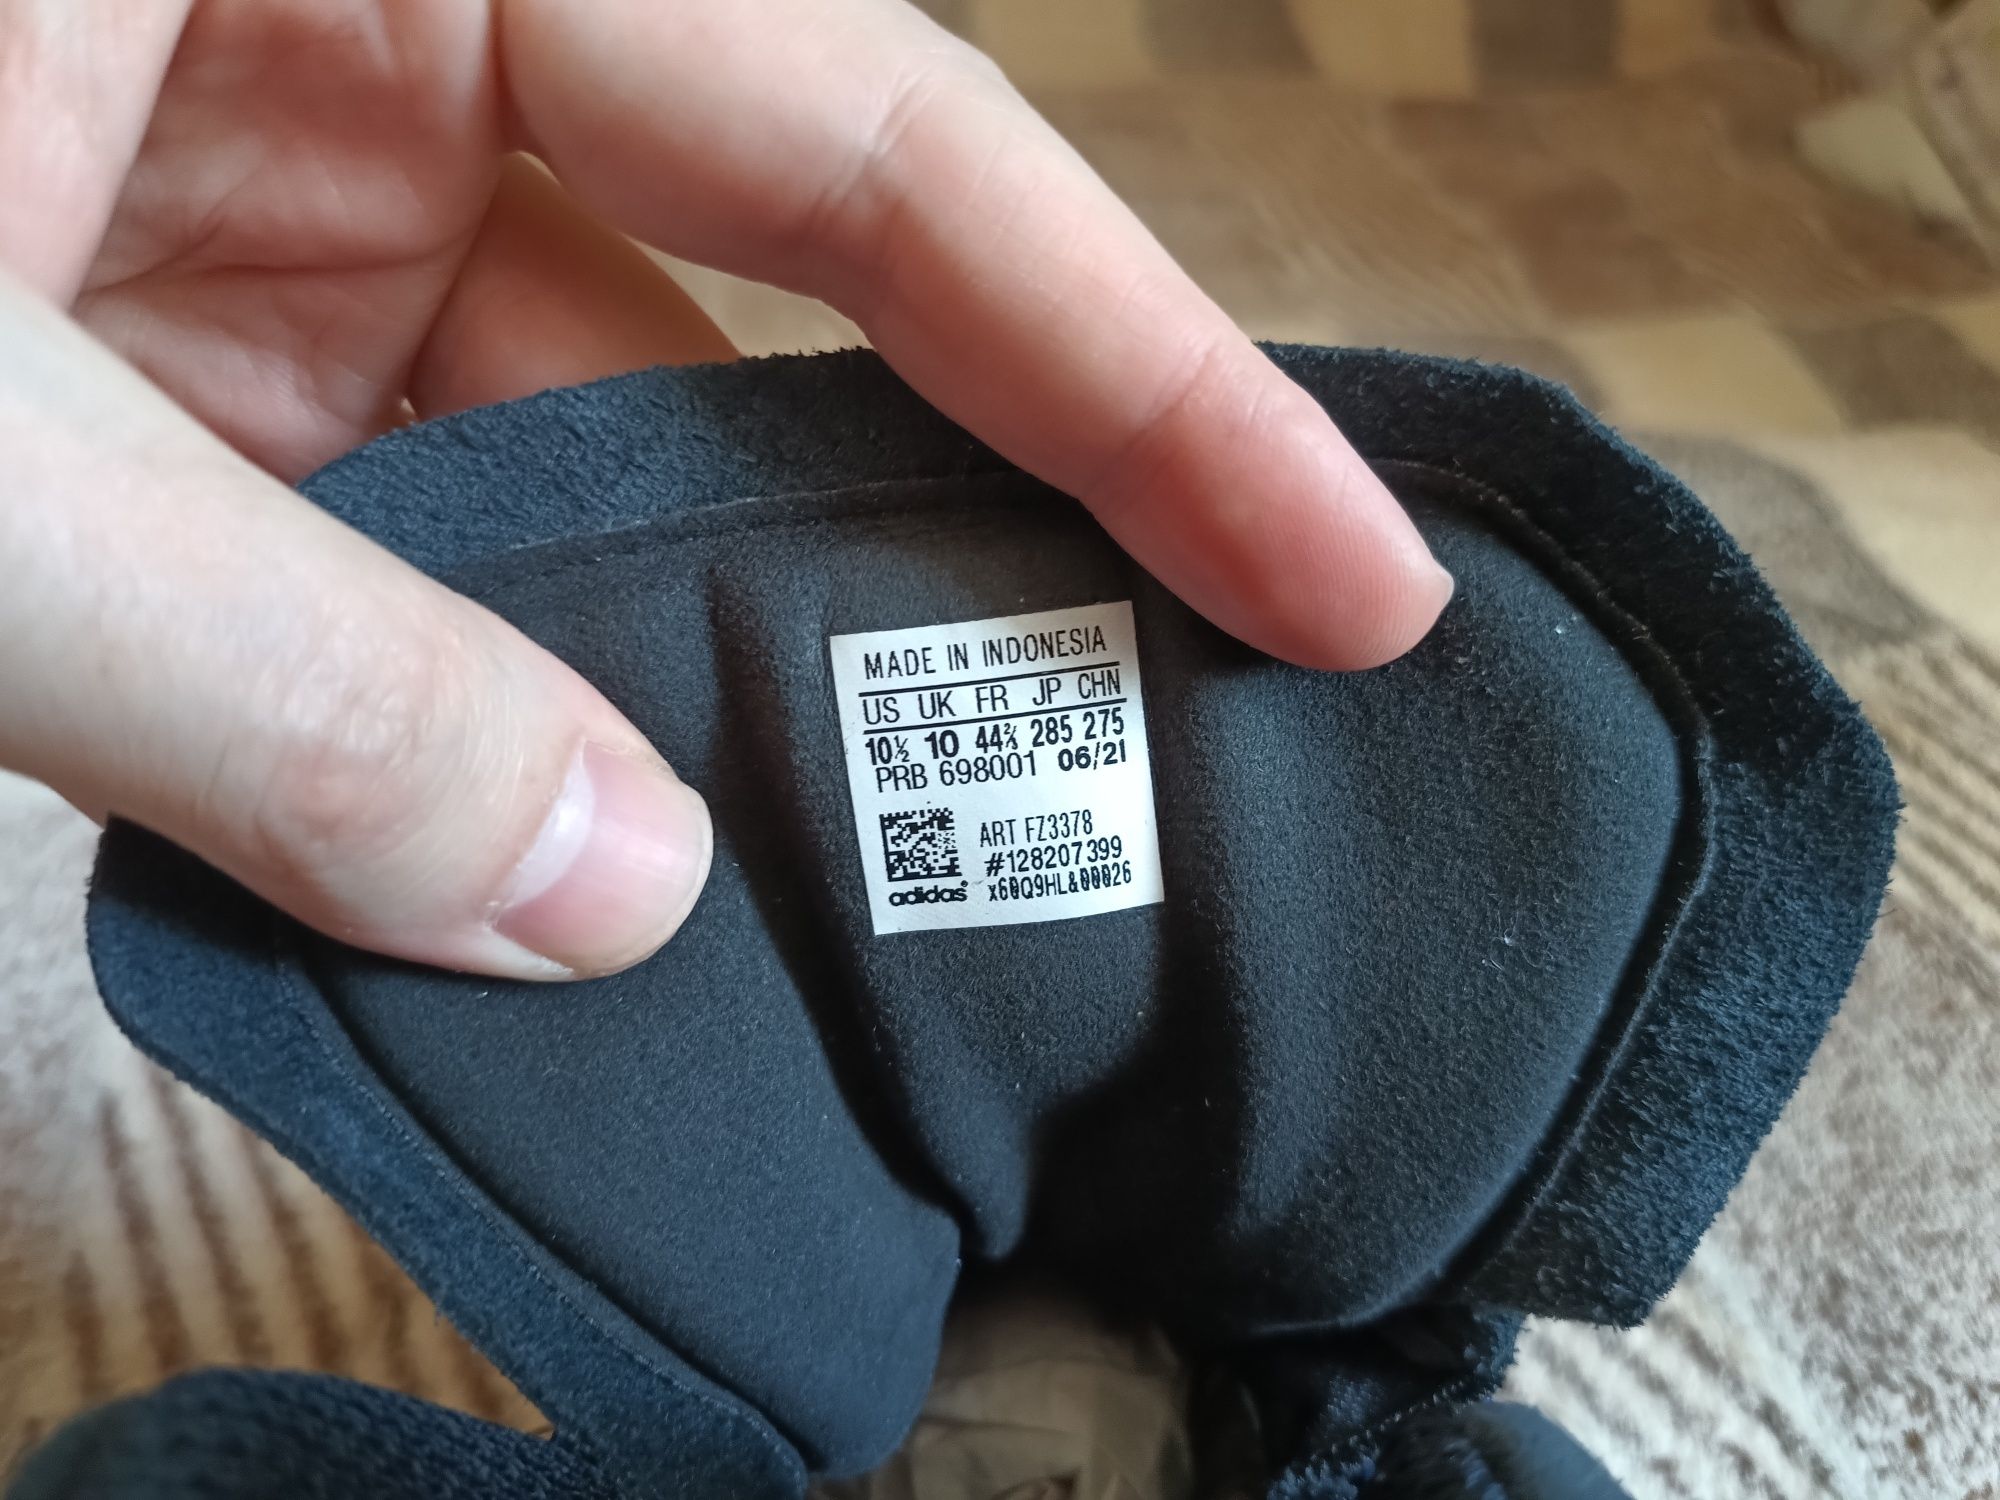 MADE IN INDONESIA
US UK FR JP CHN
10½ 10 44⅔ 285 275
PRB 698001 06/21
ART FZ3378
#128207399
x60Q9HL&00026
adidas